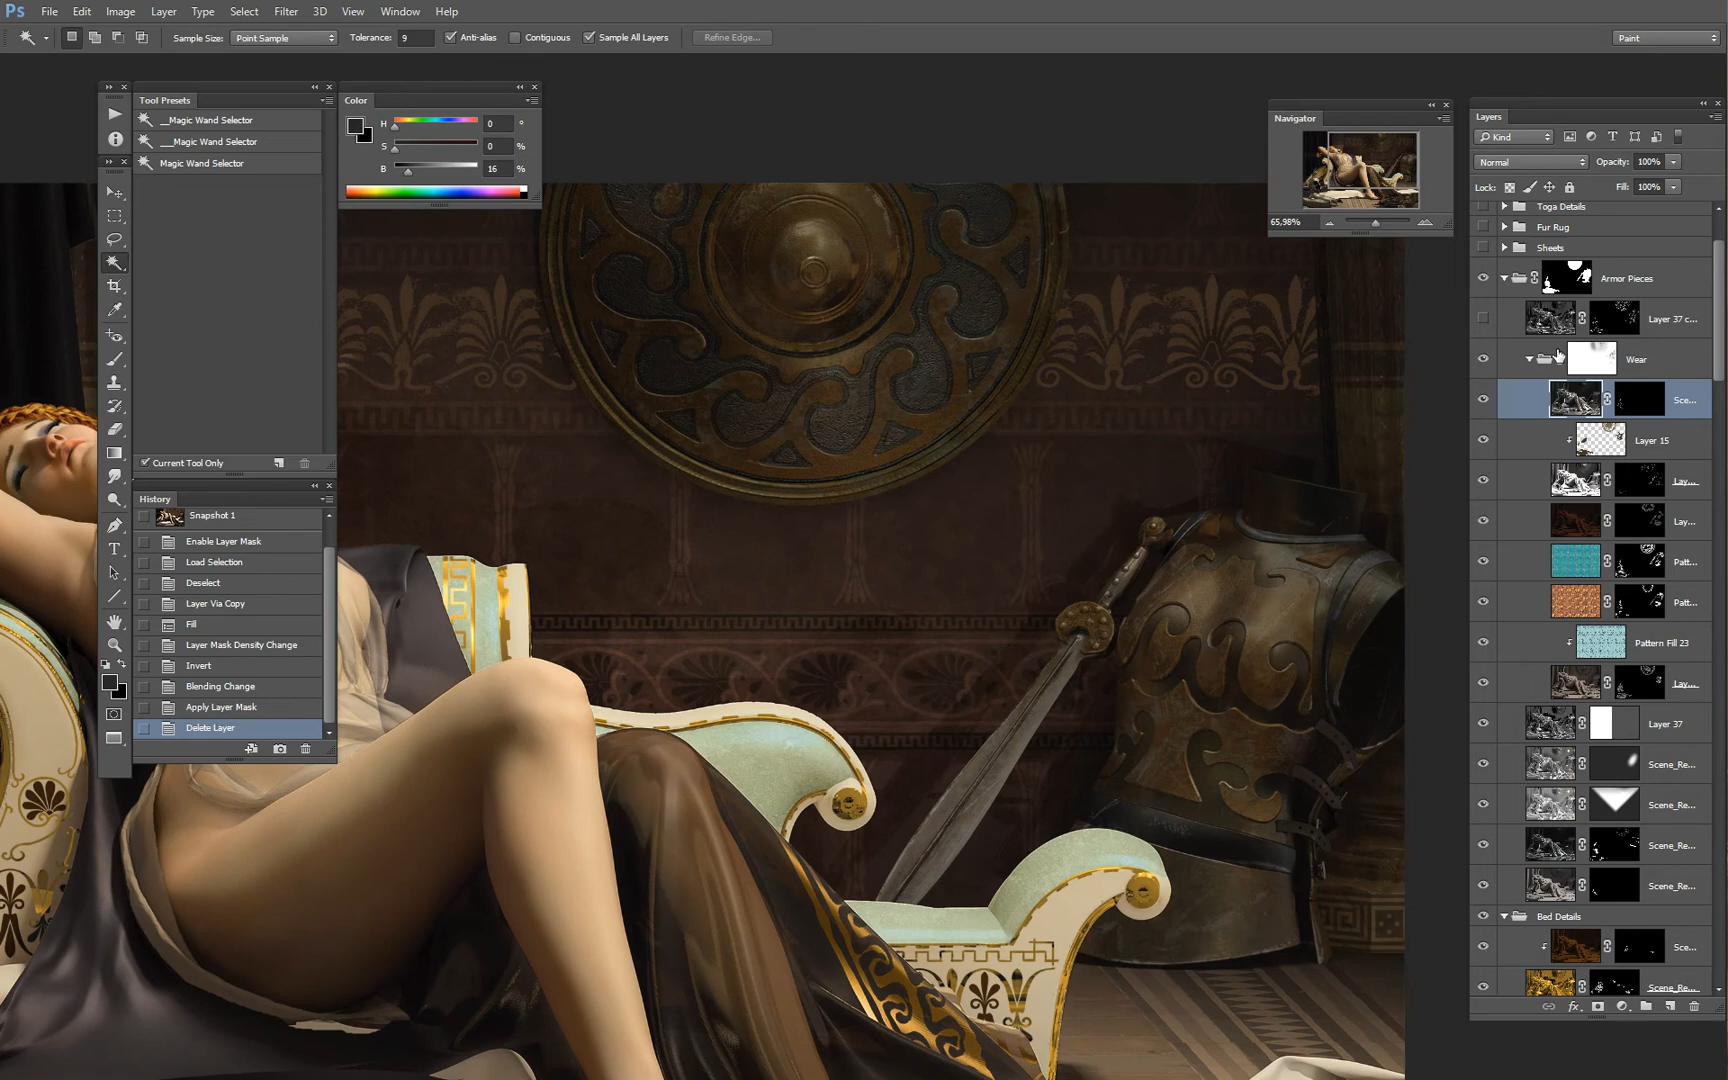 Ps File Edit Image Layer Type Select Filter 3D View Window Help
Sample Size: Point Sample Tolerance: 9 Anti-alias Contiguous Sample All Layers Refine Edge... Paint
Tool Presets
__Magic Wand Selector
___Magic Wand Selector
Magic Wand Selector
Current Tool Only
History
Snapshot 1
Enable Layer Mask
Load Selection
Deselect
Layer Via Copy
Fill
Layer Mask Density Change
Invert
Blending Change
Apply Layer Mask
Delete Layer
Color
H 0 °
S 0 %
B 16 %
Navigator
65,98%
Layers
Kind
Normal Opacity: 100%
Lock: Fill: 100%
Toga Details
Fur Rug
Sheets
Armor Pieces
Layer 37 c...
Wear
Sce...
Layer 15
Lay...
Lay...
Patt...
Patt...
Pattern Fill 23
Lay...
Layer 37
Scene_Re...
Scene_Re...
Scene_Re...
Scene_Re...
Bed Details
Sce...
Scene_Re...